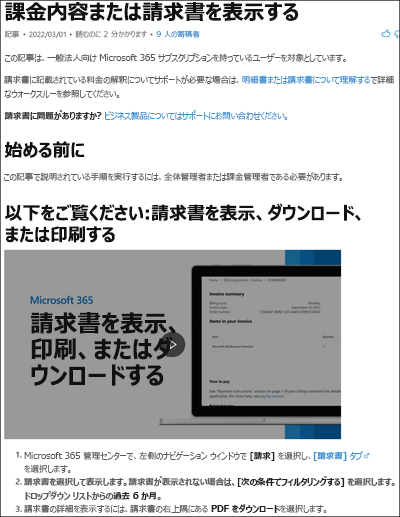 課金内容または請求書を表示する
記事 • 2022/03/01 • 読むのに 2 分かかります • 9 人の寄稿者
この記事は、一般法人向け Microsoft 365 サブスクリプションを持っているユーザーを対象としています。
請求書に記載されている料金の解釈についてサポートが必要な場合は、明細書または請求書について理解するで詳細
なウォークスルーを参照してください。
請求書に問題がありますか? ビジネス製品についてはサポートにお問い合わせください。
始める前に
この記事で説明されている手順を実行するには、全体管理者または課金管理者である必要があります。
以下をご覧ください:請求書を表示、ダウンロード、
または印刷する
Microsoft 365
請求書を表示、
印刷、またはダ
ウンロードする
Invoice summary
Items in your invoice
How to pay
1. Microsoft 365 管理センターで、左側のナビゲーション ウィンドウで [請求] を選択し、[請求書] タブ
を選択します。
2. 請求書を選択して表示します。請求書が表示されない場合は、[次の条件でフィルタリングする] を選択します。
ドロップダウン リストからの過去 6 か月。
3. 請求書の詳細を表示するには、請求書の右上隅にある PDF をダウンロードを選択します。